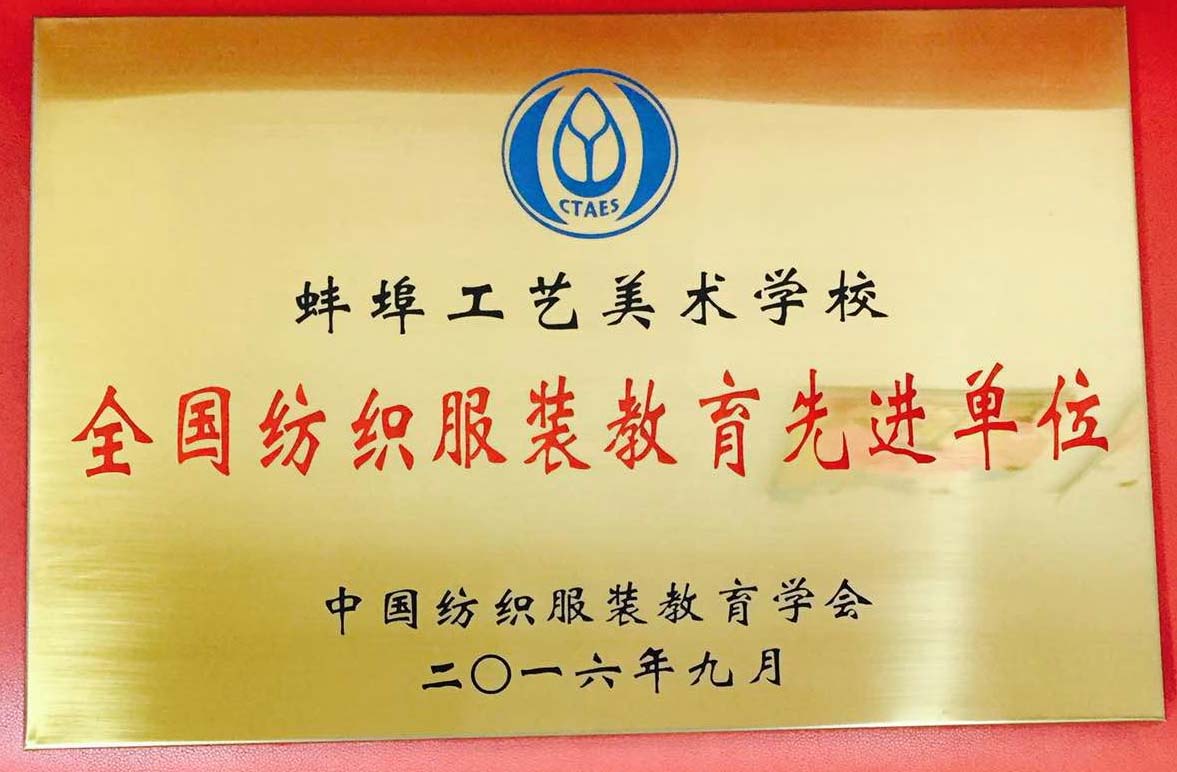 CTAES
蚌埠工艺美术学校
全国纺织服装教育先进单位
中国纺织服装教育学会
二〇一六年九月